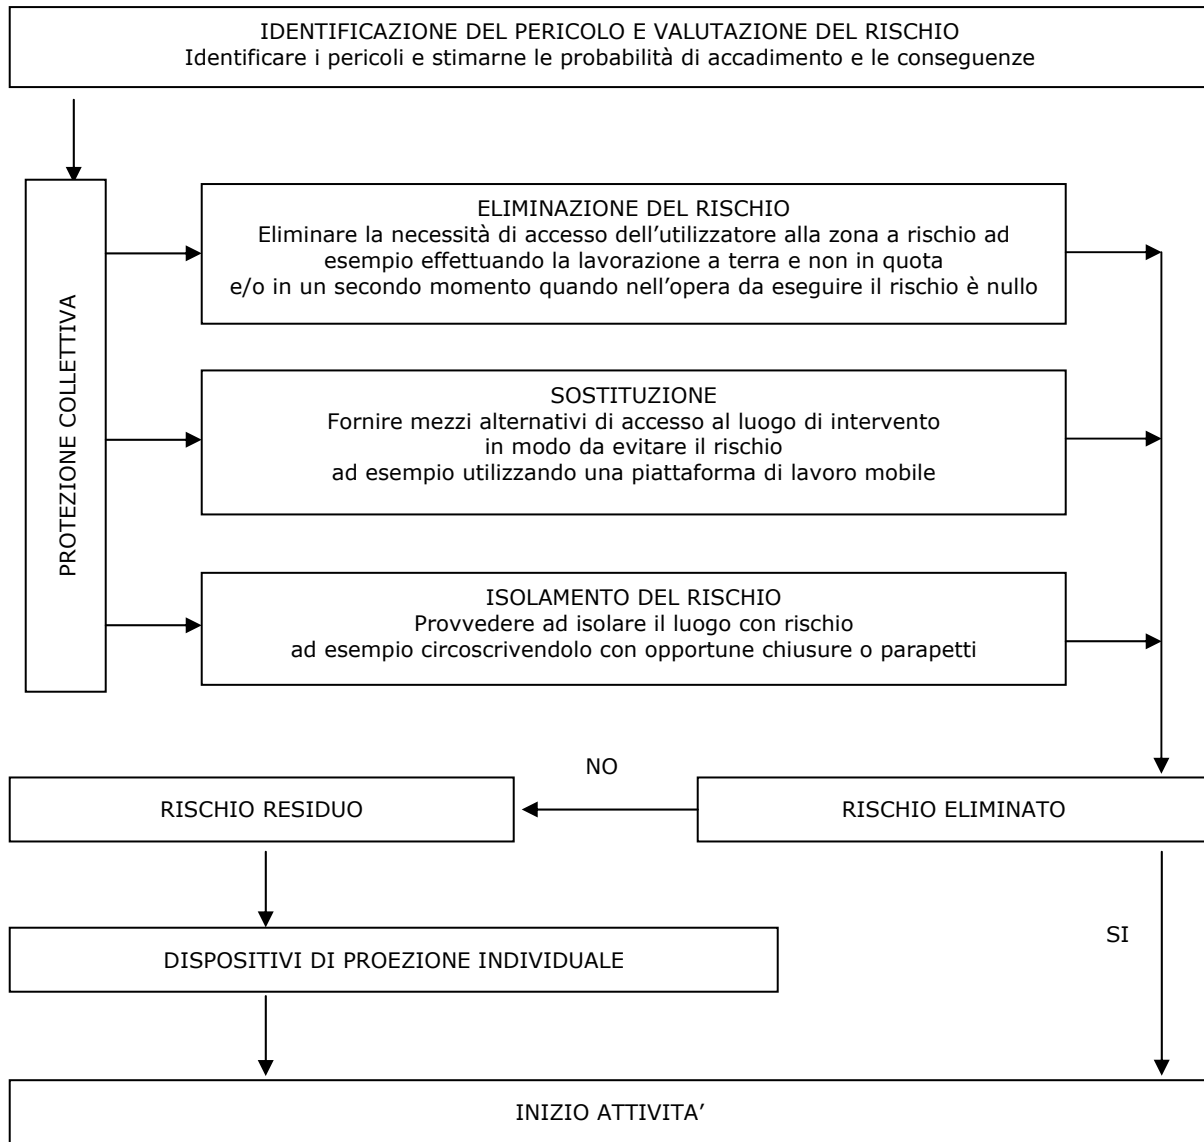 IDENTIFICAZIONE DEL PERICOLO E VALUTAZIONE DEL RISCHIO
Identificare i pericoli e stimarne le probabilità di accadimento e le conseguenze
PROTEZIONE COLLETTIVA
ELIMINAZIONE DEL RISCHIO
Eliminare la necessità di accesso dell’utilizzatore alla zona a rischio ad
esempio effettuando la lavorazione a terra e non in quota
e/o in un secondo momento quando nell’opera da eseguire il rischio è nullo
SOSTITUZIONE
Fornire mezzi alternativi di accesso al luogo di intervento
in modo da evitare il rischio
ad esempio utilizzando una piattaforma di lavoro mobile
ISOLAMENTO DEL RISCHIO
Provvedere ad isolare il luogo con rischio
ad esempio circoscrivendolo con opportune chiusure o parapetti
NO
RISCHIO RESIDUO
RISCHIO ELIMINATO
SI
DISPOSITIVI DI PROEZIONE INDIVIDUALE
INIZIO ATTIVITA’